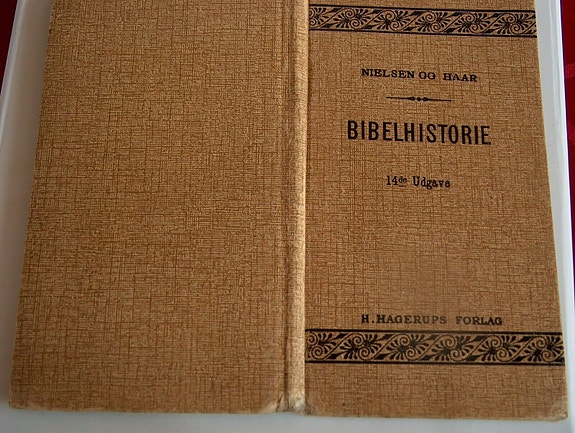 NIELSEN OG HAAR
BIBELHISTORIE
14de Udgave
H. HAGERUPS FORLAG